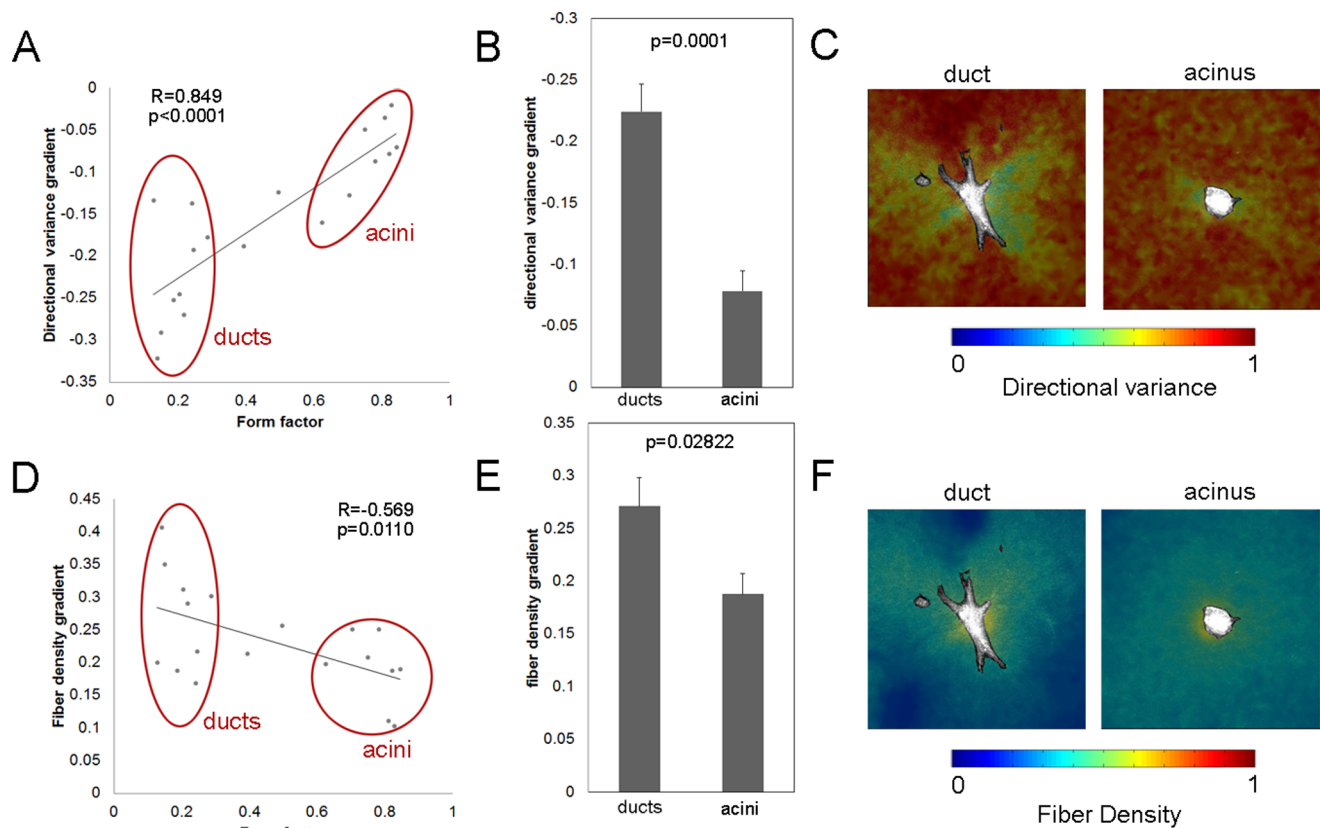 A
R=0.849
p<0.0001
0
-0.05
-0.1
-0.15
-0.2
-0.25
-0.3
-0.35
Directional variance gradient
0 0.2 0.4 0.6 0.8 1
Form factor
ducts
acini
B
p=0.0001
-0.3
-0.25
-0.2
-0.15
-0.1
-0.05
0
directional variance gradient
ducts acini
C
duct acinus
0 1
Directional variance
D
R=-0.569
p=0.0110
0.45
0.4
0.35
0.3
0.25
0.2
0.15
0.1
0.05
0
Fiber density gradient
0 0.2 0.4 0.6 0.8 1
ducts
acini
E
p=0.02822
0.35
0.3
0.25
0.2
0.15
0.1
0.05
0
fiber density gradient
ducts acini
F
duct acinus
0 1
Fiber Density